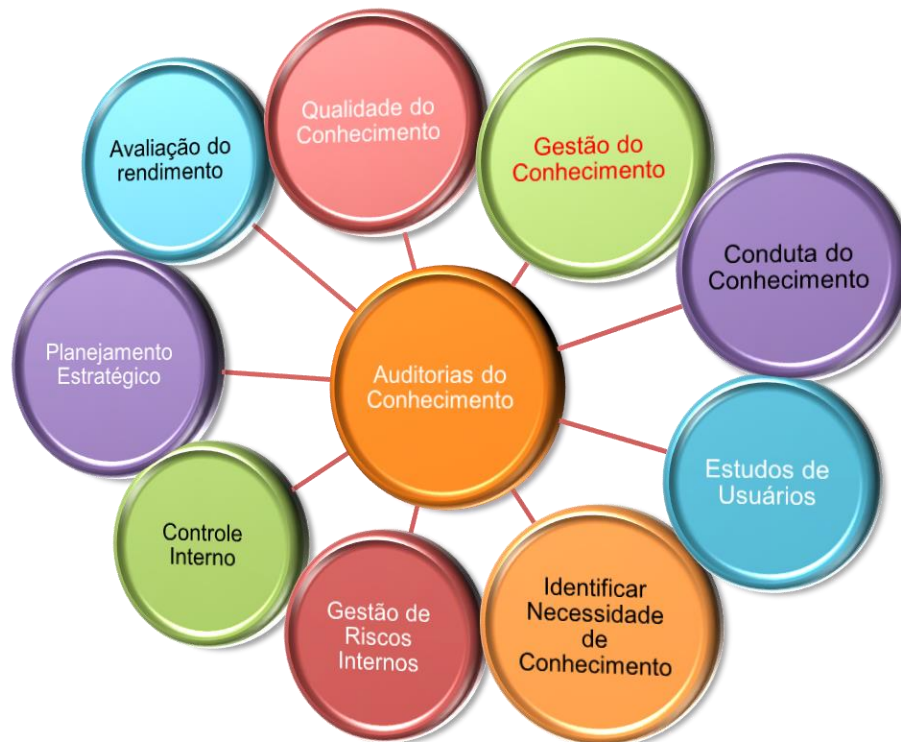 Qualidade do
Conhecimento
Gestão do
Conhecimento
Conduta do
Conhecimento
Estudos de
Usuários
Identificar
Necessidade
de
Conhecimento
Gestão de
Riscos
Internos
Controle
Interno
Planejamento
Estratégico
Avaliação do
rendimento
Auditorias do
Conhecimento